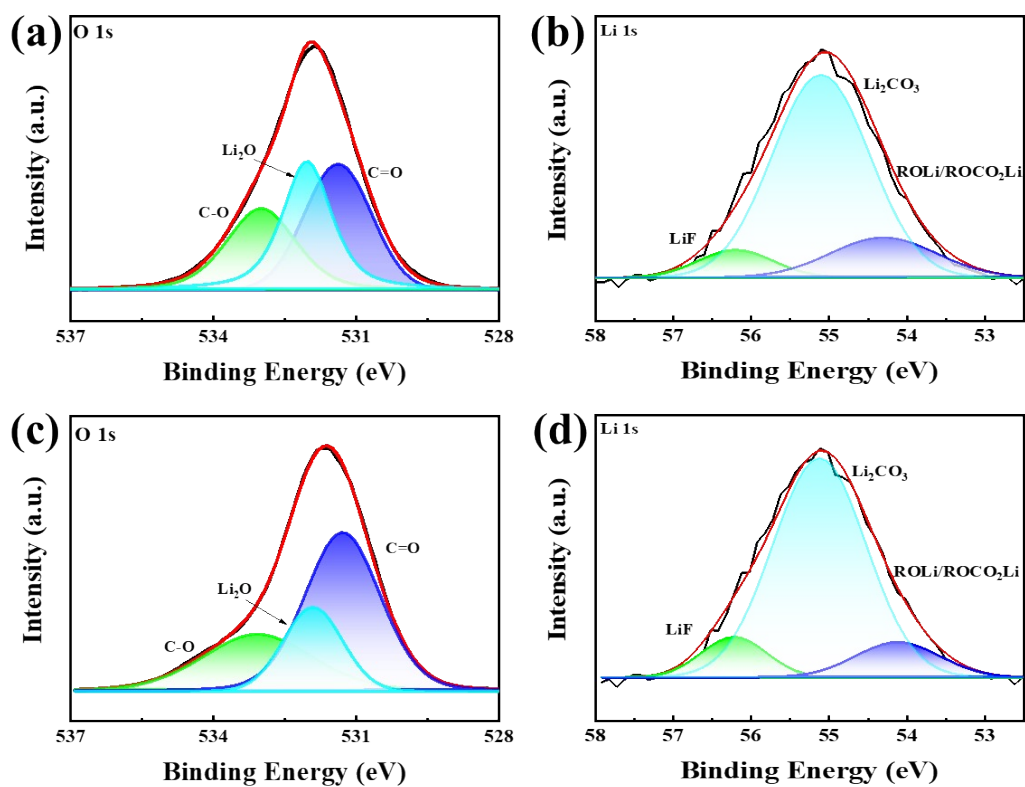 (a)
O 1s
Li₂O
C=O
C-O
Intensity (a.u.)
537 534 531 528
Binding Energy (eV)
(b)
Li 1s
Li₂CO₃
ROLi/ROCO₂Li
LiF
Intensity (a.u.)
58 57 56 55 54 53
Binding Energy (eV)
(c)
O 1s
C=O
Li₂O
C-O
Intensity (a.u.)
537 534 531 528
Binding Energy (eV)
(d)
Li 1s
Li₂CO₃
ROLi/ROCO₂Li
LiF
Intensity (a.u.)
58 57 56 55 54 53
Binding Energy (eV)